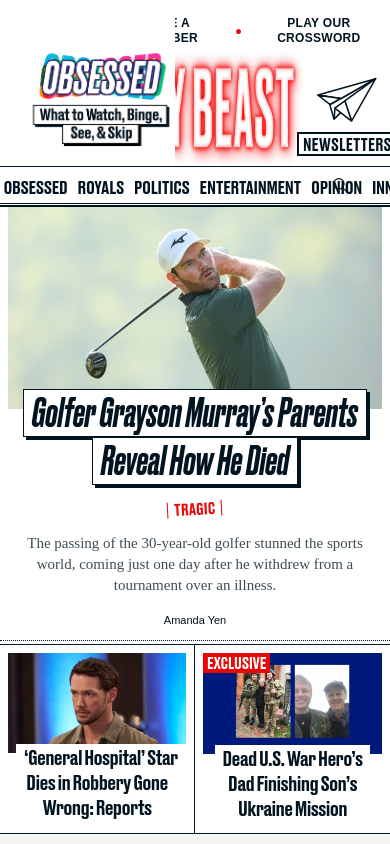 E A
BER
PLAY OUR
CROSSWORD
OBSESSED
What to Watch, Binge,
See, & Skip
Y BEAST
NEWSLETTERS
OBSESSED ROYALS POLITICS ENTERTAINMENT OPINION INN
Golfer Grayson Murray's Parents
Reveal How He Died
TRAGIC
The passing of the 30-year-old golfer stunned the sports
world, coming just one day after he withdrew from a
tournament over an illness.
Amanda Yen
'General Hospital' Star
Dies in Robbery Gone
Wrong: Reports
EXCLUSIVE
Dead U.S. War Hero's
Dad Finishing Son's
Ukraine Mission